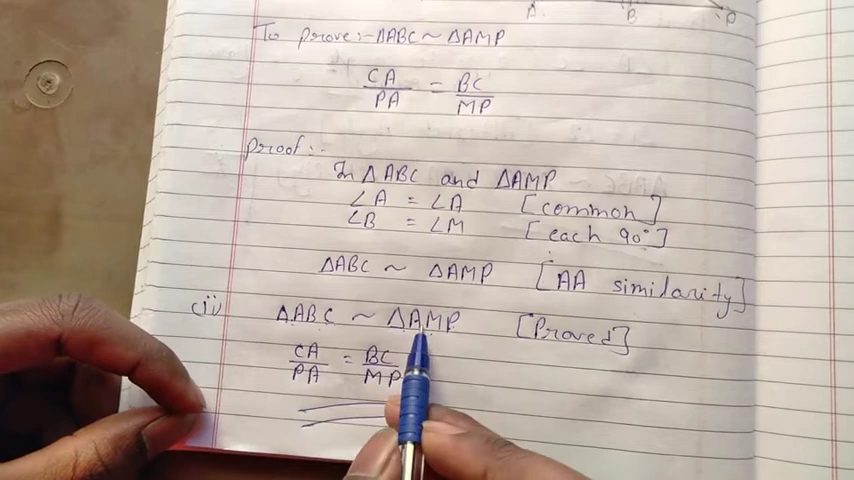 A B P
To prove:- ΔABC ~ ΔAMP
CA/PA = BC/MP
Proof:-
In ΔABC and ΔAMP
∠A = ∠A [common]
∠B = ∠M [each 90°]
ΔABC ~ ΔAMP [AA similarity]
(ii) ΔABC ~ ΔAMP [Proved]
CA/PA = BC/MP